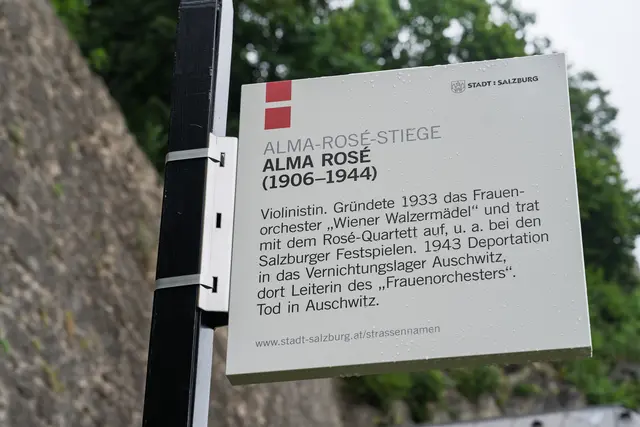 STADT : SALZBURG
ALMA-ROSÉ-STIEGE
ALMA ROSÉ
(1906–1944)
Violinistin. Gründete 1933 das Frauen-
orchester „Wiener Walzermädel“ und trat
mit dem Rosé-Quartett auf, u. a. bei den
Salzburger Festspielen. 1943 Deportation
in das Vernichtungslager Auschwitz,
dort Leiterin des „Frauenorchesters“.
Tod in Auschwitz.
www.stadt-salzburg.at/strassennamen